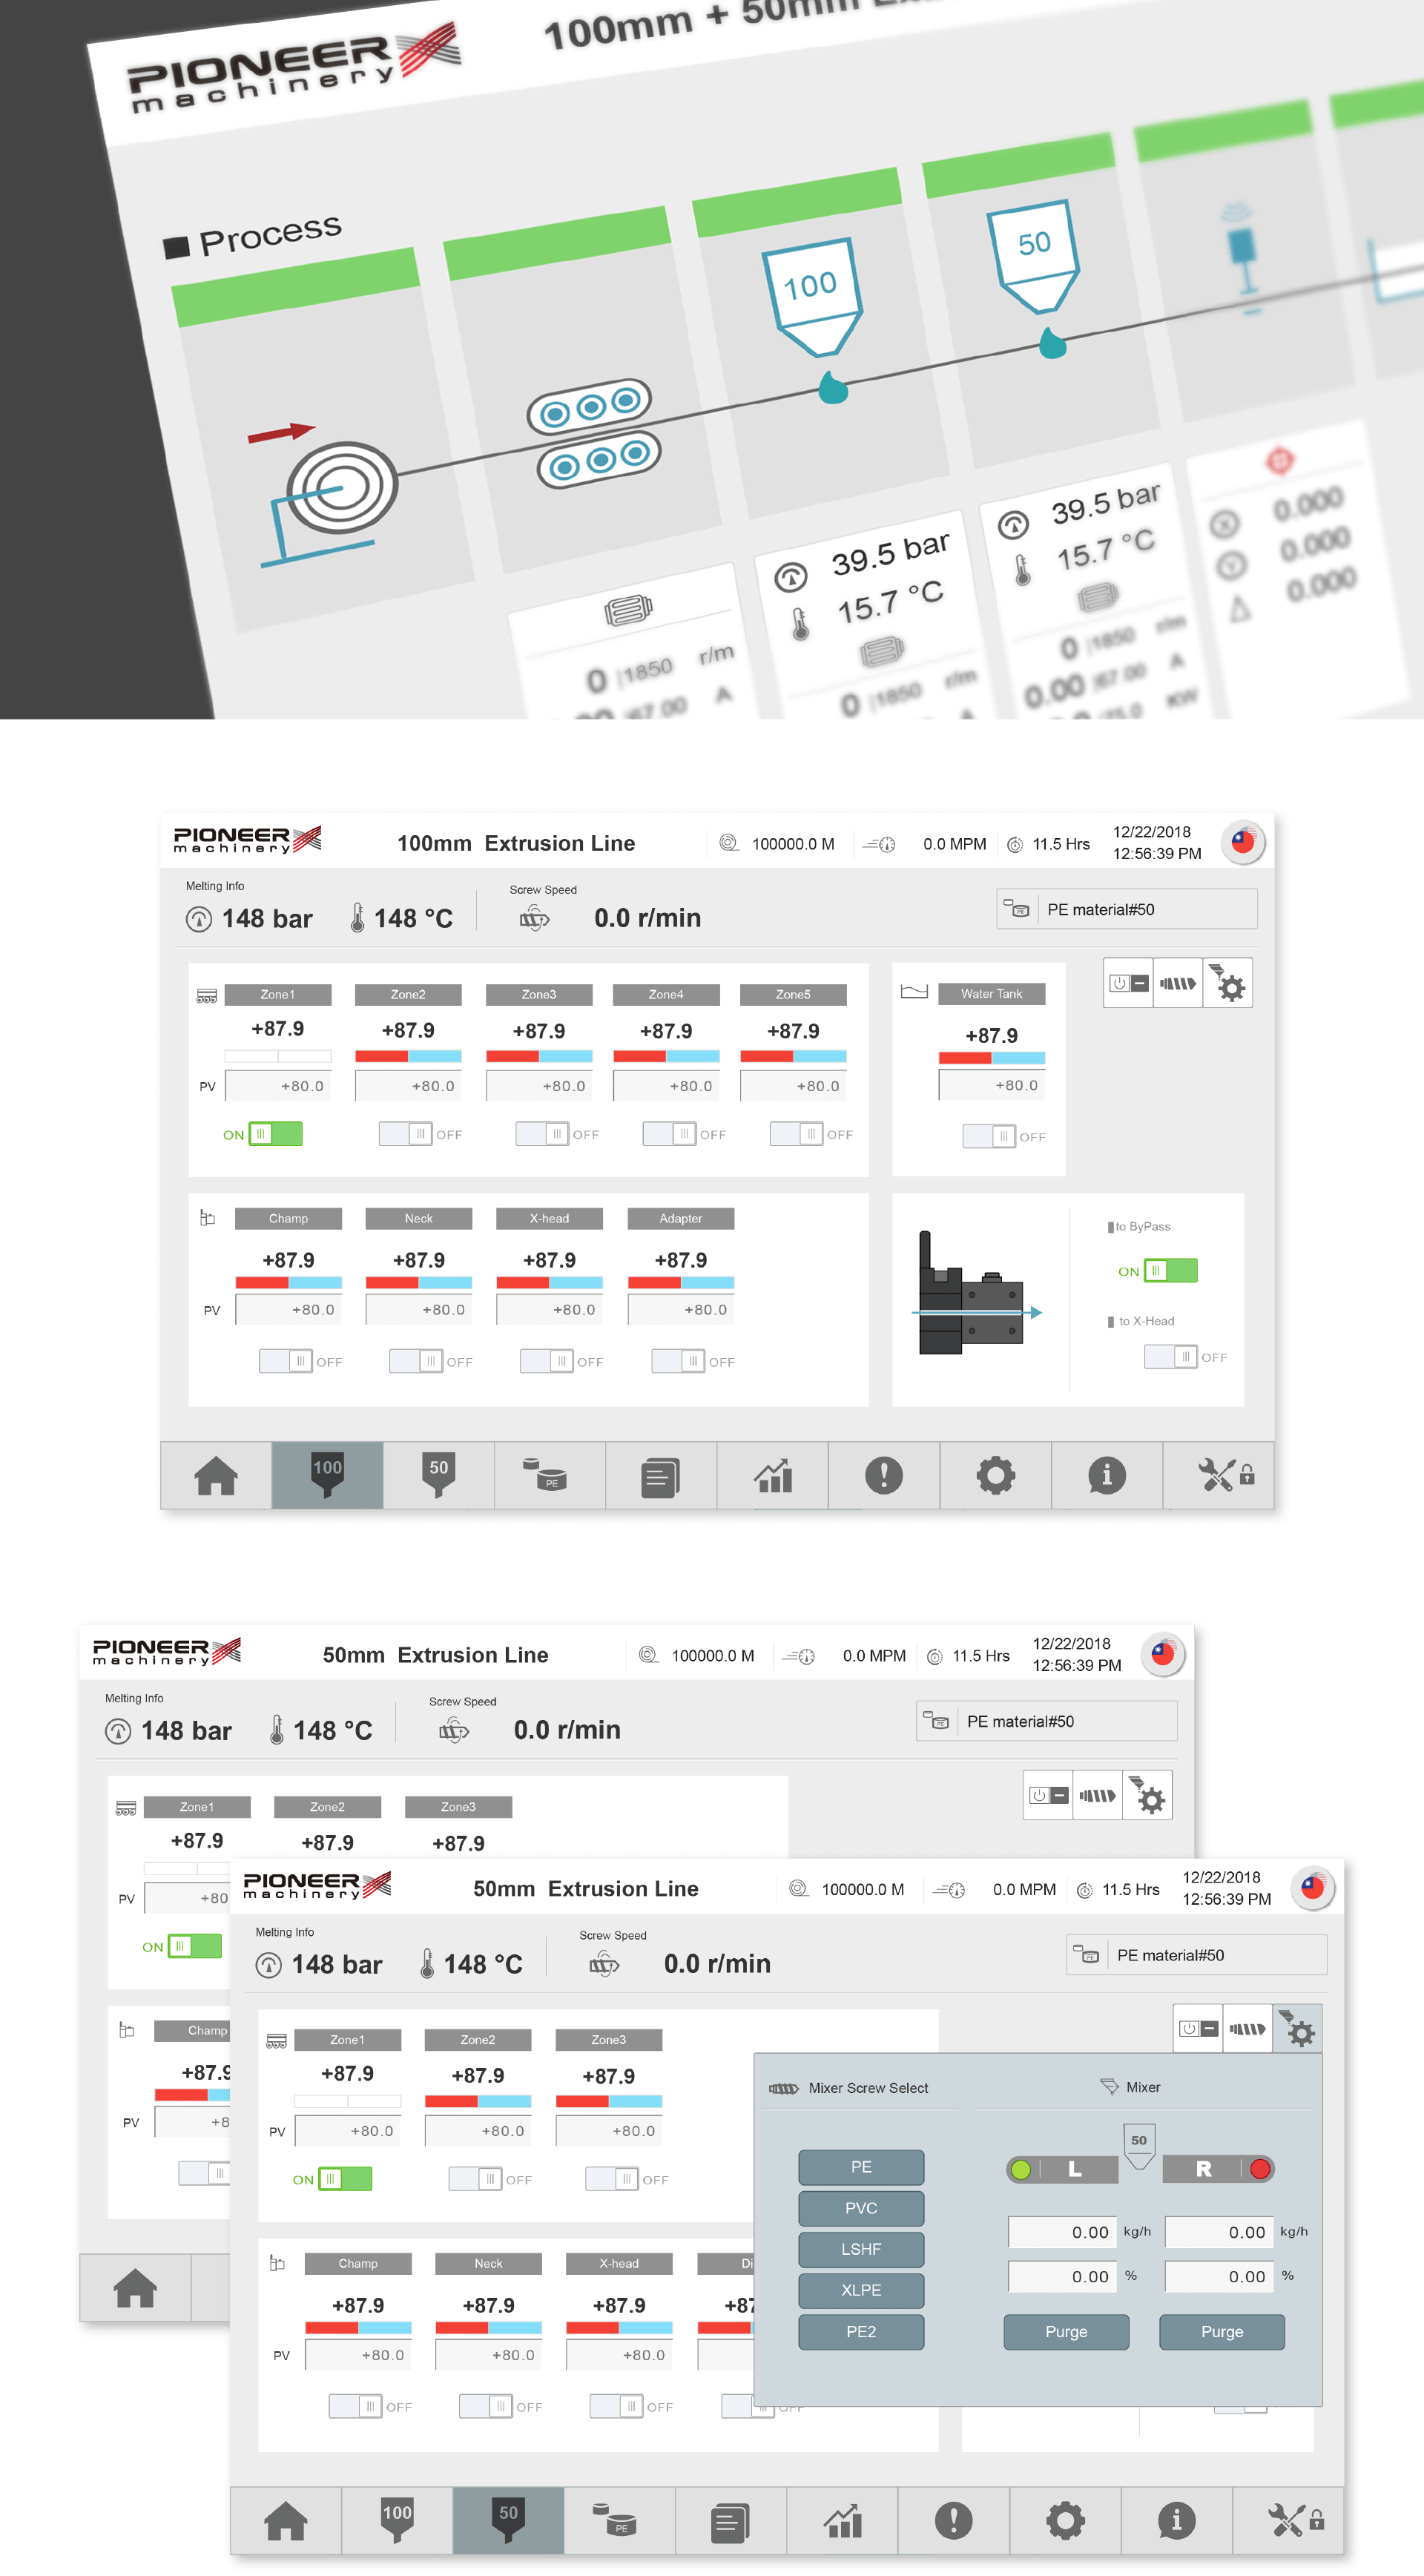 PIONEER
machinery
100mm + 50mm
Process
100
50
39.5 bar
15.7 °C
39.5 bar
15.7 °C
0.000
0.000
0.000
0 |1850 r/m
67.00 A
0 |1850 r/m
0 |1850 r/m
0.00 |67.00 A
KW
PIONEER
machinery
100mm Extrusion Line
100000.0 M
0.0 MPM
11.5 Hrs
12/22/2018
12:56:39 PM
Melting Info
148 bar
148 °C
Screw Speed
0.0 r/min
PE
PE material#50
Zone1 Zone2 Zone3 Zone4 Zone5
+87.9 +87.9 +87.9 +87.9 +87.9
PV +80.0 +80.0 +80.0 +80.0 +80.0
ON OFF OFF OFF OFF
Water Tank
+87.9
+80.0
OFF
Champ Neck X-head Adapter
+87.9 +87.9 +87.9 +87.9
PV +80.0 +80.0 +80.0 +80.0
OFF OFF OFF OFF
to ByPass
ON
to X-Head
OFF
100 50 PE
PIONEER
machinery
50mm Extrusion Line
100000.0 M
0.0 MPM
11.5 Hrs
12/22/2018
12:56:39 PM
Melting Info
148 bar
148 °C
Screw Speed
0.0 r/min
PE
PE material#50
Zone1 Zone2 Zone3
+87.9 +87.9 +87.9
PV +80
ON
Champ
+87.9
PV +8
PIONEER
machinery
50mm Extrusion Line
100000.0 M
0.0 MPM
11.5 Hrs
12/22/2018
12:56:39 PM
Melting Info
148 bar
148 °C
Screw Speed
0.0 r/min
PE
PE material#50
Zone1 Zone2 Zone3
+87.9 +87.9 +87.9
PV +80.0 +80.0 +80.0
ON OFF OFF
Champ Neck X-head Di
+87.9 +87.9 +87.9 +87
PV +80.0 +80.0 +80.0
OFF OFF OFF OFF
Mixer Screw Select
PE
PVC
LSHF
XLPE
PE2
Mixer
50
L R
0.00 kg/h 0.00 kg/h
0.00 % 0.00 %
Purge Purge
100 50 PE